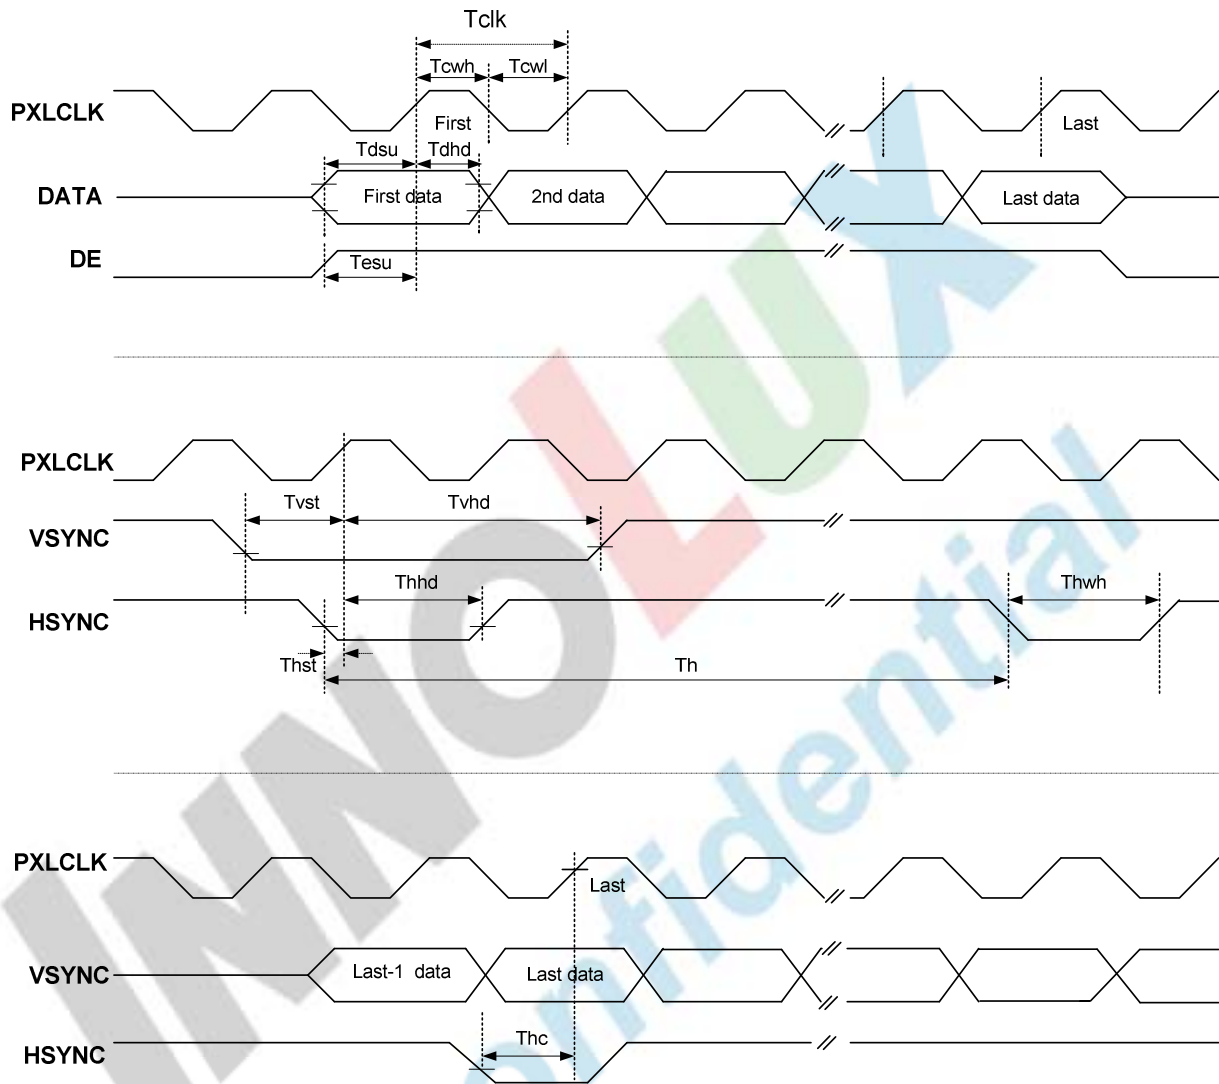 Tclk
Tcwh Tcwl
PXLCLK
First
Last
Tdsu Tdhd
DATA
First data
2nd data
Last data
DE
Tesu
PXLCLK
Tvst
Tvhd
VSYNC
Thhd
Thwh
HSYNC
Thst
Th
PXLCLK
Last
VSYNC
Last-1 data
Last data
Thc
HSYNC
INNOLUX
Confidential